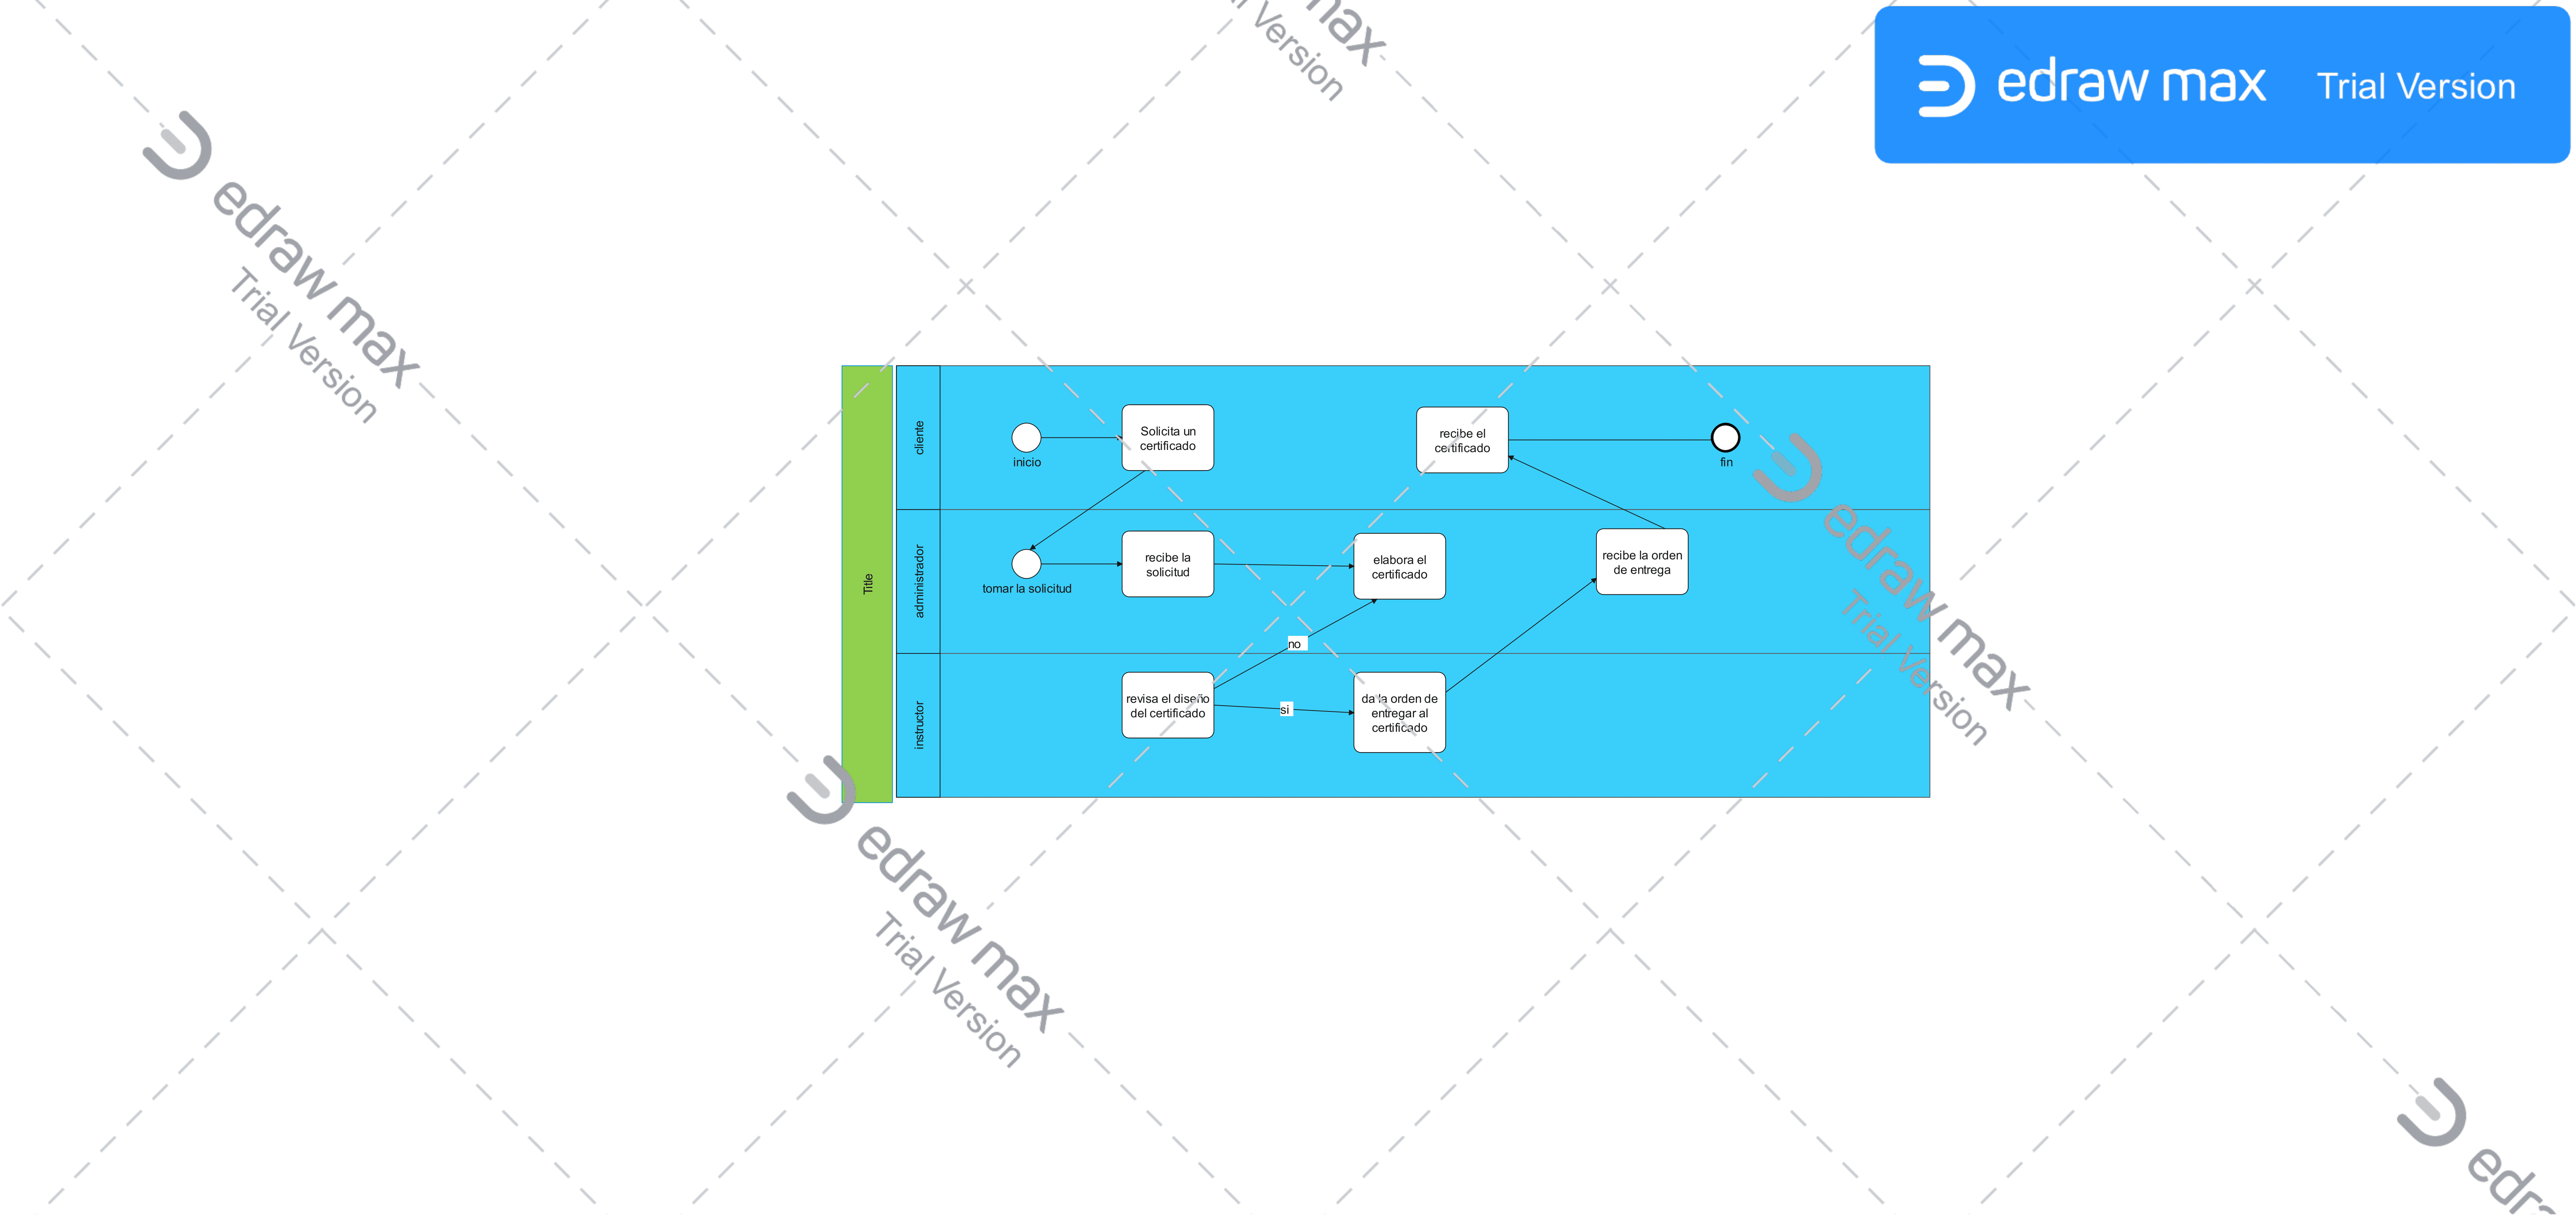 edraw max Trial Version
max
Version
edraw max
Trial Version
Title
cliente
inicio
Solicita un
certificado
recibe el
certificado
fin
administrador
tomar la solicitud
recibe la
solicitud
elabora el
certificado
recibe la orden
de entrega
no
instructor
revisa el diseño
del certificado
si
da la orden de
entregar al
certificado
edraw max
Trial Version
edraw max
Trial Version